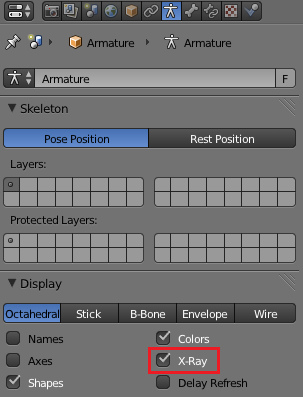 Armature Armature
Armature F
Skeleton
Pose Position Rest Position
Layers:
Protected Layers:
Display
Octahedral Stick B-Bone Envelope Wire
Names Colors
Axes X-Ray
Shapes Delay Refresh